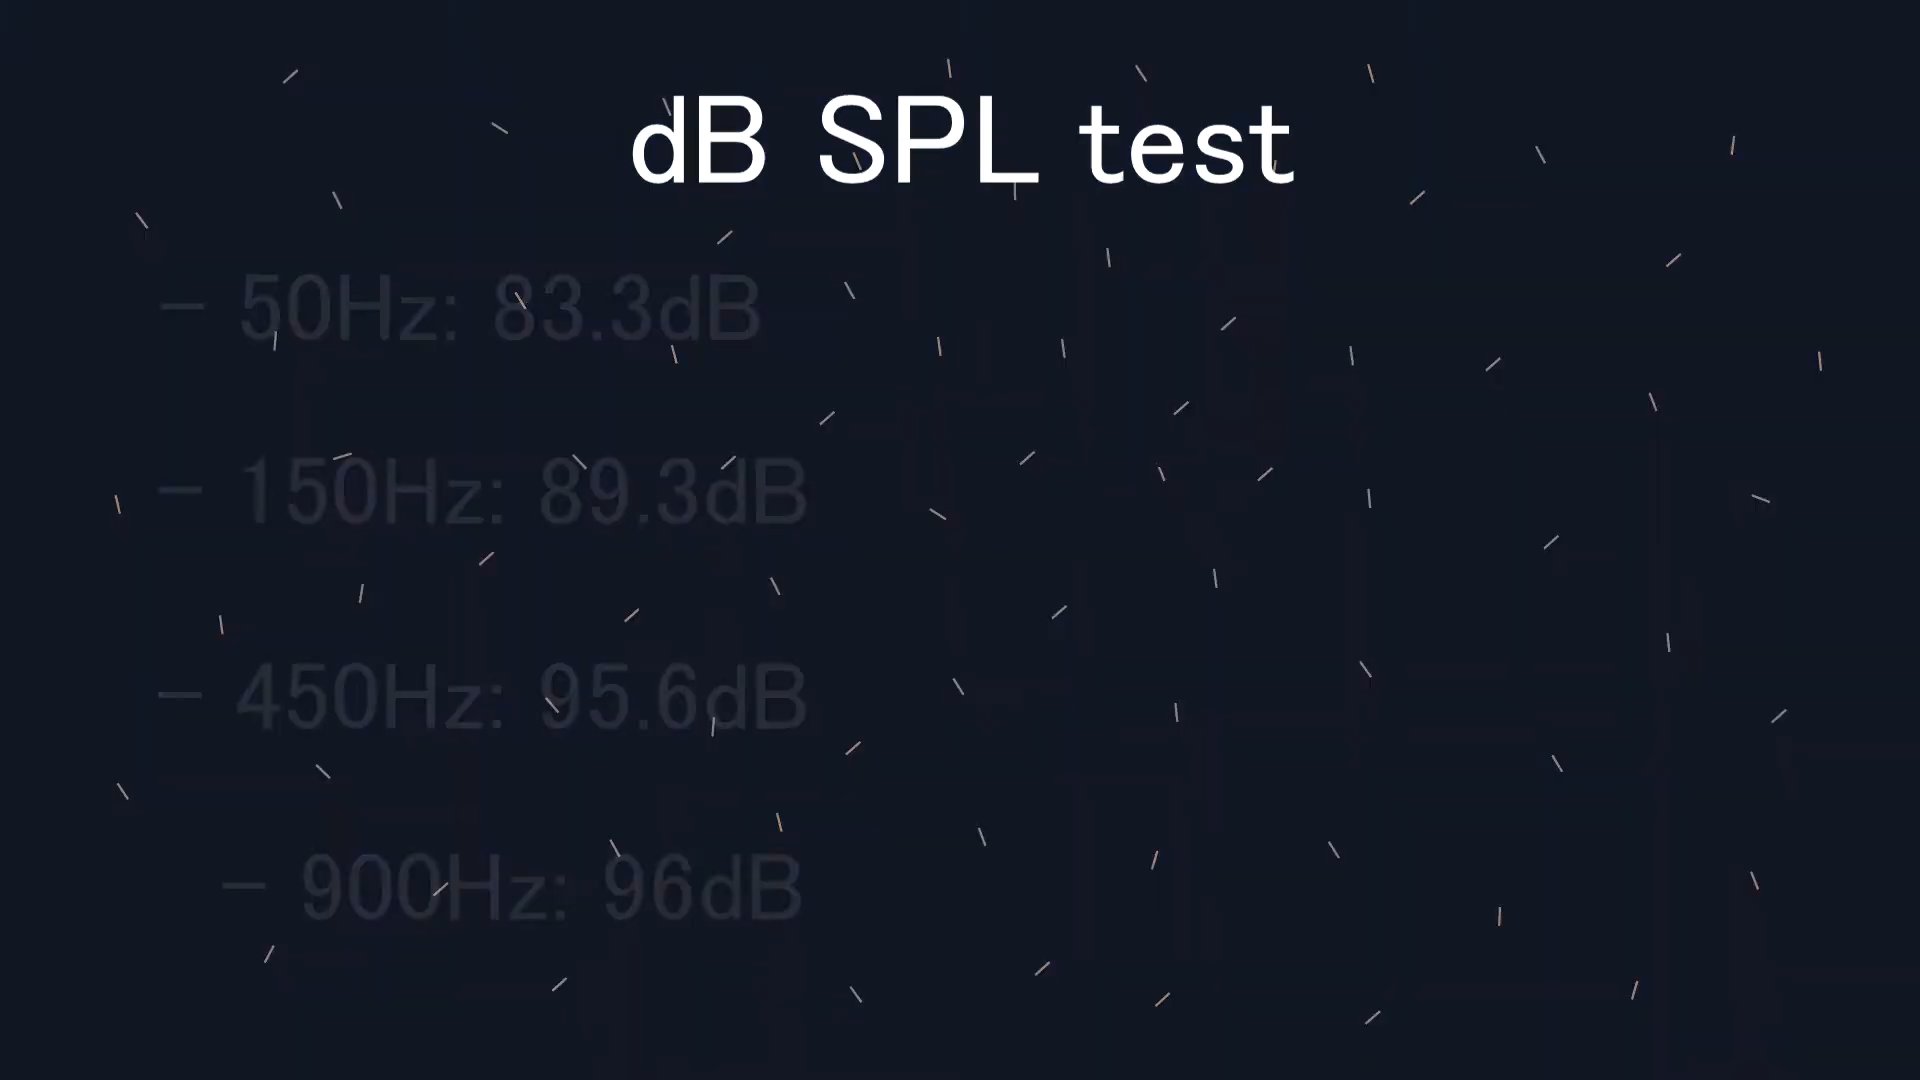 dB SPL test
- 50Hz: 83.3dB
- 150Hz: 89.3dB
- 450Hz: 95.6dB
- 900Hz: 96dB